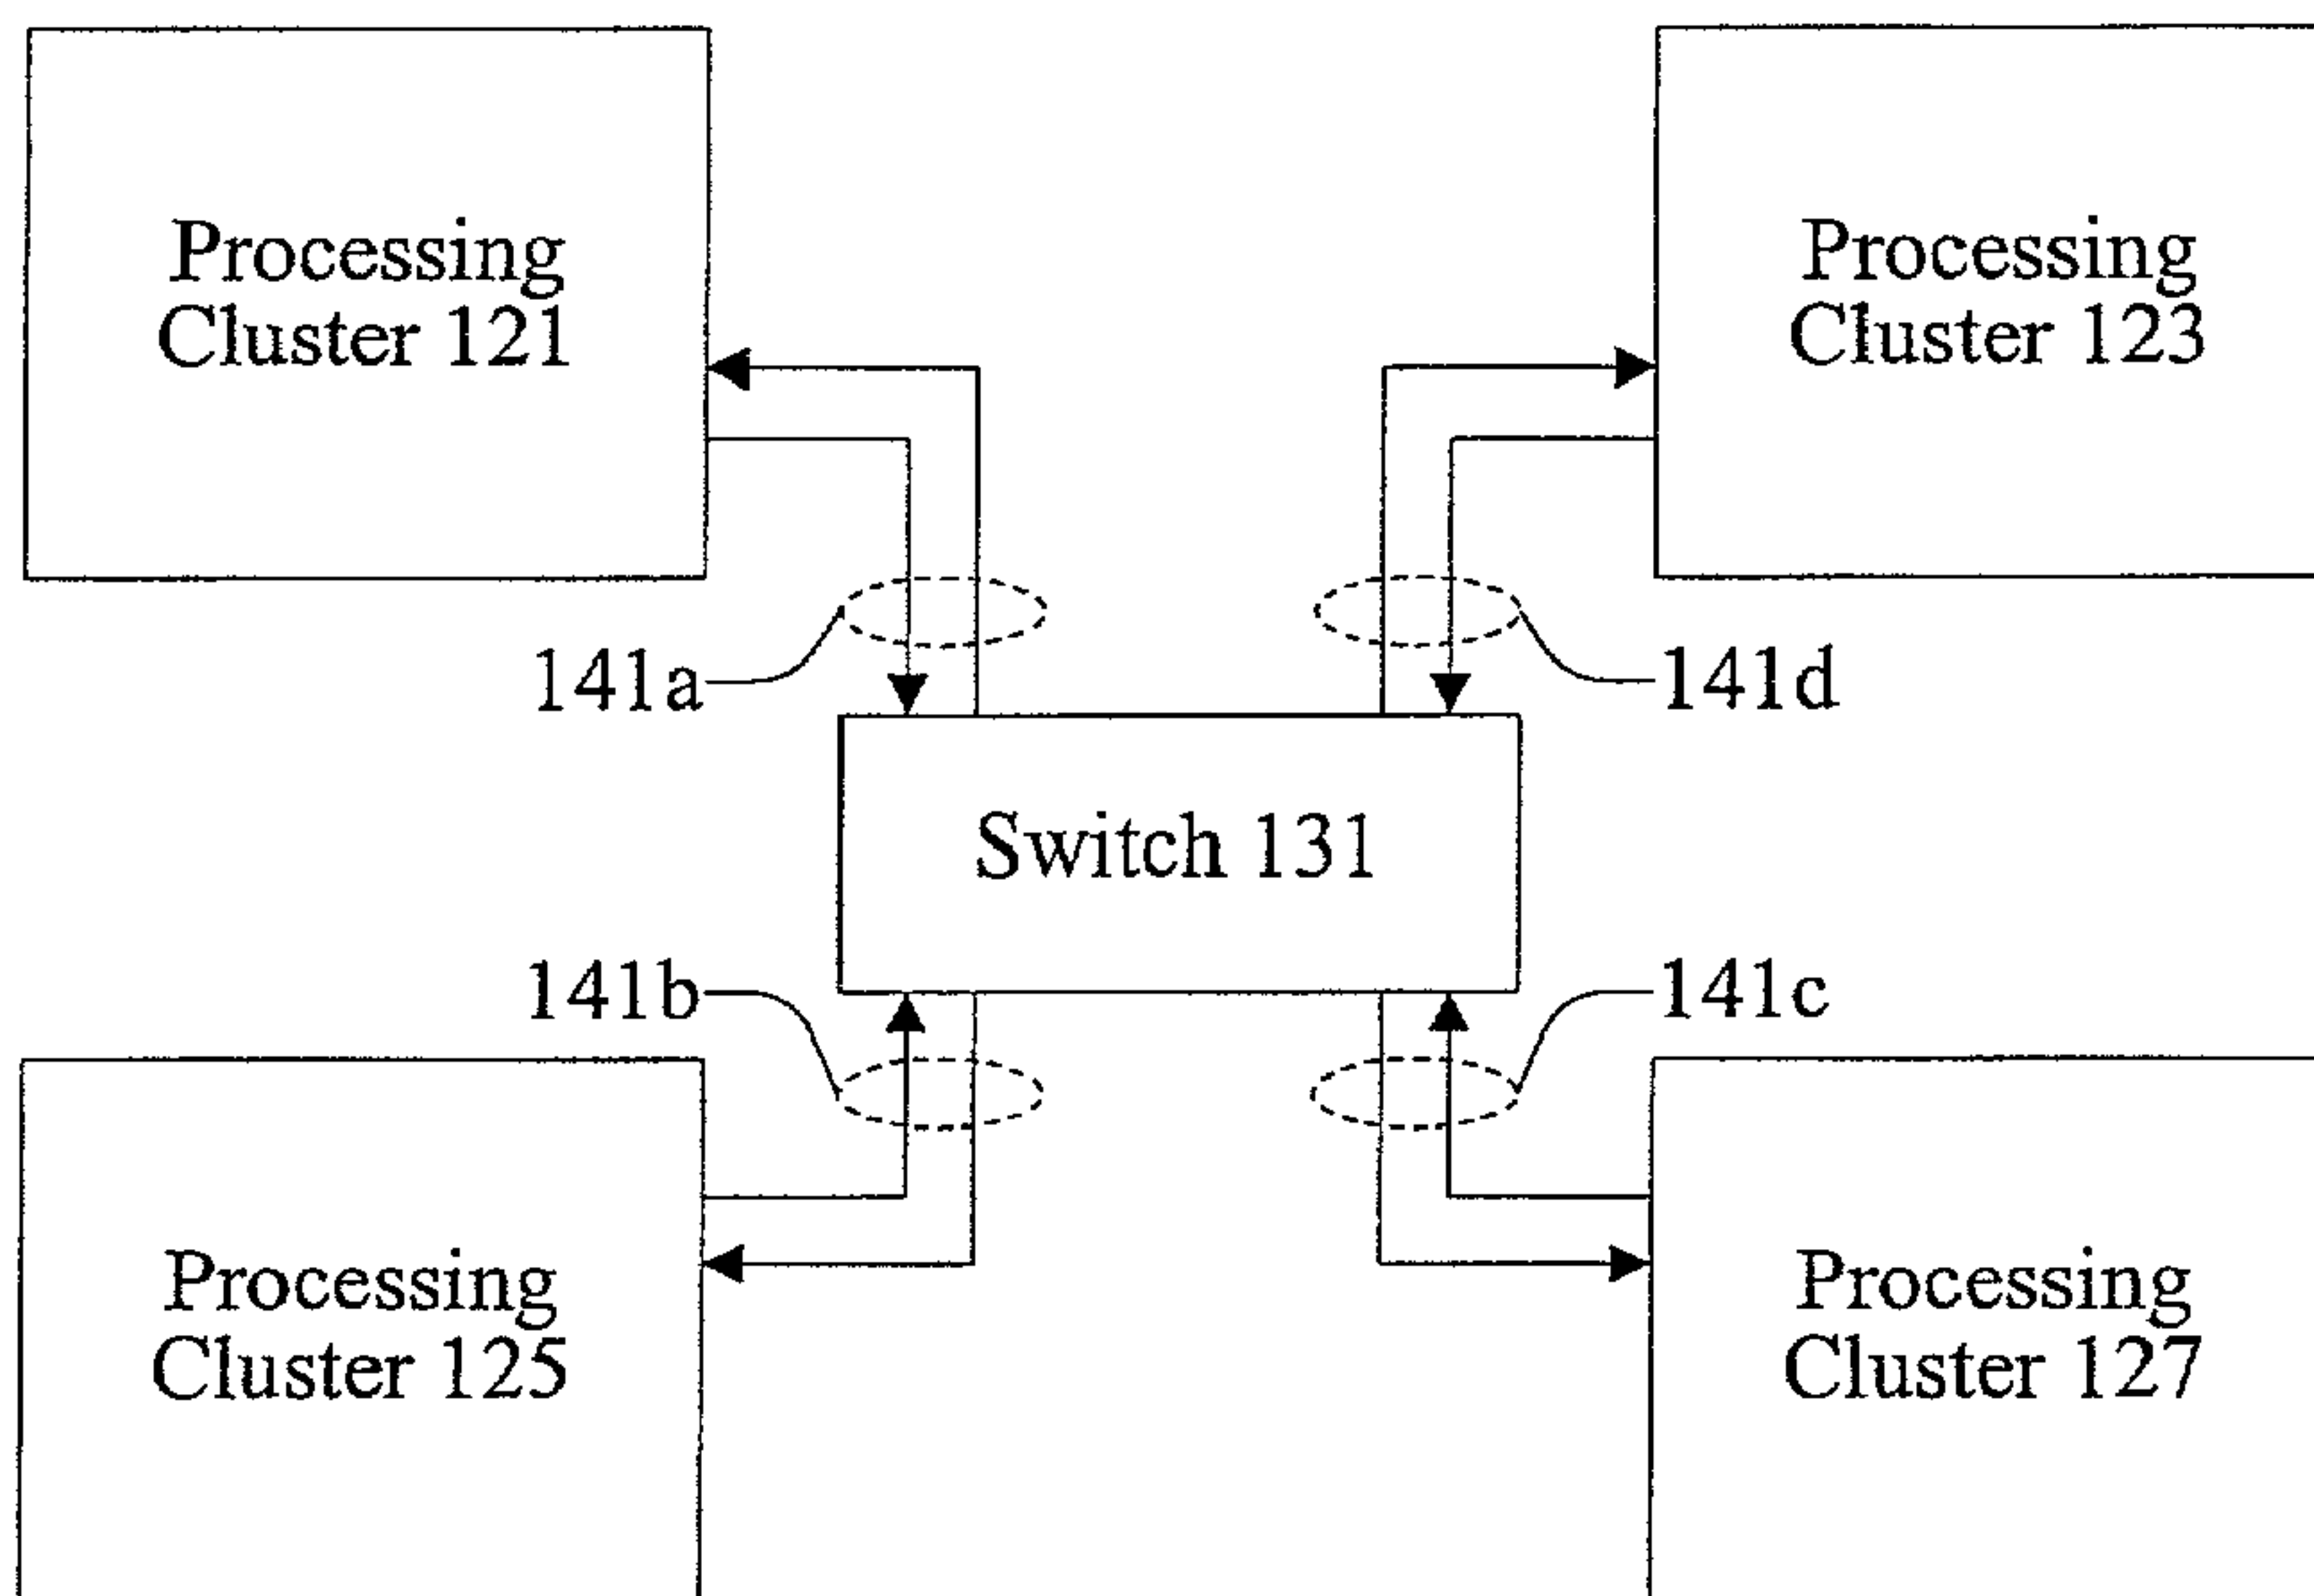 Processing
Cluster 121
Processing
Cluster 123
141a
141d
Switch 131
141b
141c
Processing
Cluster 125
Processing
Cluster 127